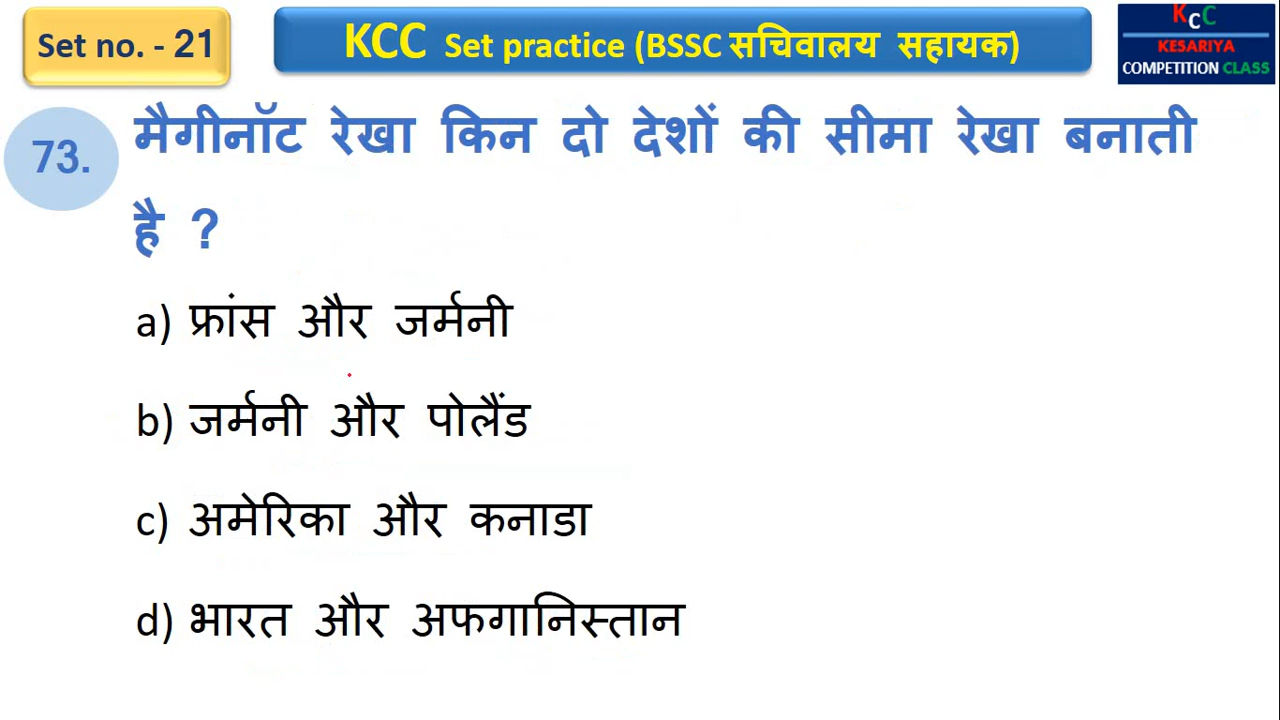 Set no. - 21
KCC Set practice (BSSC सचिवालय सहायक)
KCC
KESARIYA
COMPETITION CLASS
73. मैगीनॉट रेखा किन दो देशों की सीमा रेखा बनाती
है ?
a) फ्रांस और जर्मनी
b) जर्मनी और पोलैंड
c) अमेरिका और कनाडा
d) भारत और अफगानिस्तान